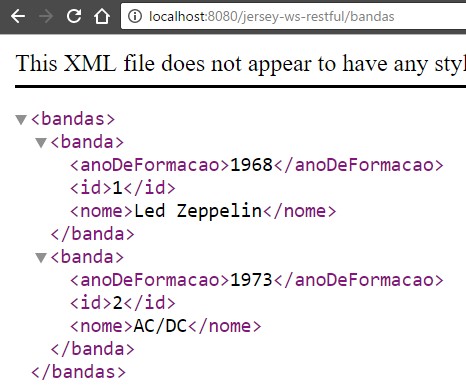 localhost:8080/jersey-ws-restful/bandas
This XML file does not appear to have any styl
<bandas>
<banda>
<anoDeFormacao>1968</anoDeFormacao>
<id>1</id>
<nome>Led Zeppelin</nome>
</banda>
<banda>
<anoDeFormacao>1973</anoDeFormacao>
<id>2</id>
<nome>AC/DC</nome>
</banda>
</bandas>